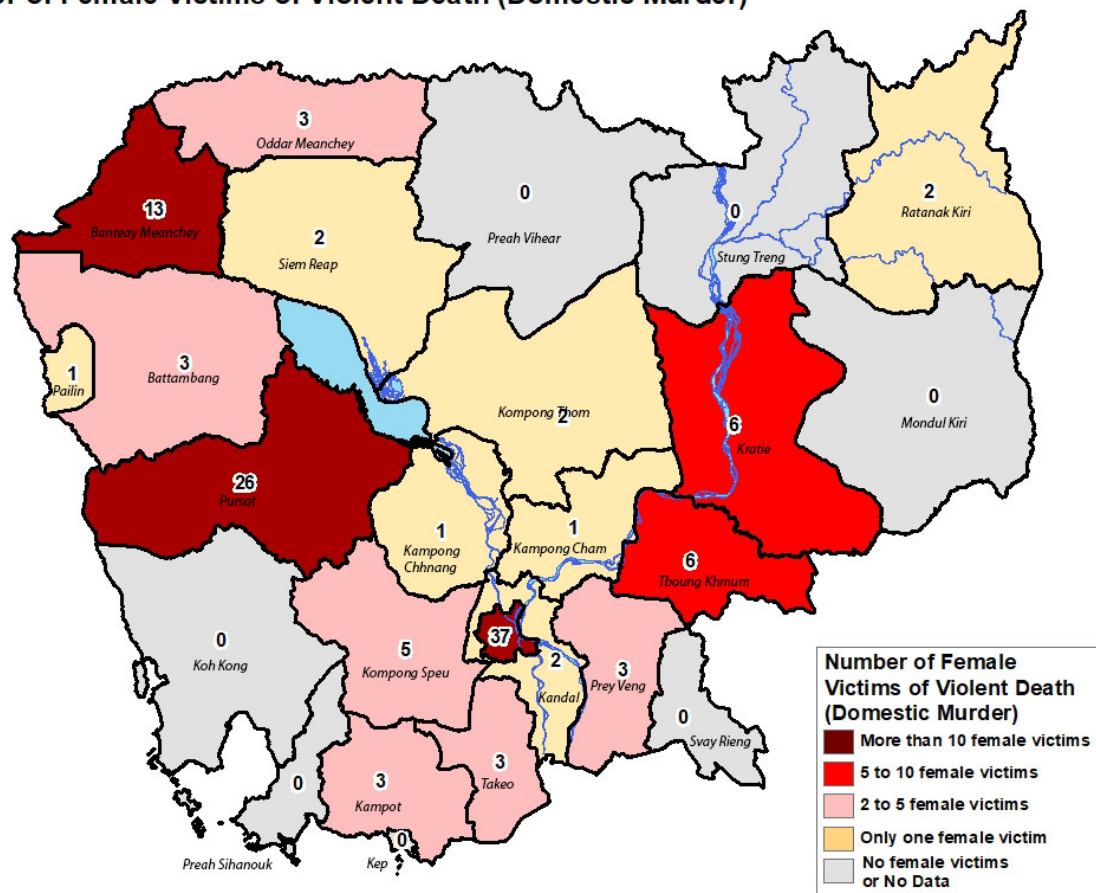 of Female Victims of Violent Death (Domestic Murder)
3
Oddar Meanchey
13
Banteay Meanchey
2
Siem Reap
0
Preah Vihear
0
Stung Treng
2
Ratanak Kiri
1
Pailin
3
Battambang
2
Kompong Thom
6
Kratie
0
Mondul Kiri
26
Pursat
1
Kampong
Chhnang
1
Kampong Cham
6
Tboung Khmum
0
Koh Kong
5
Kompong Speu
37
2
Kandal
3
Prey Veng
0
Svay Rieng
0
Preah Sihanouk
3
Kampot
3
Takeo
0
Kep
Number of Female
Victims of Violent Death
(Domestic Murder)
More than 10 female victims
5 to 10 female victims
2 to 5 female victims
Only one female victim
No female victims
or No Data